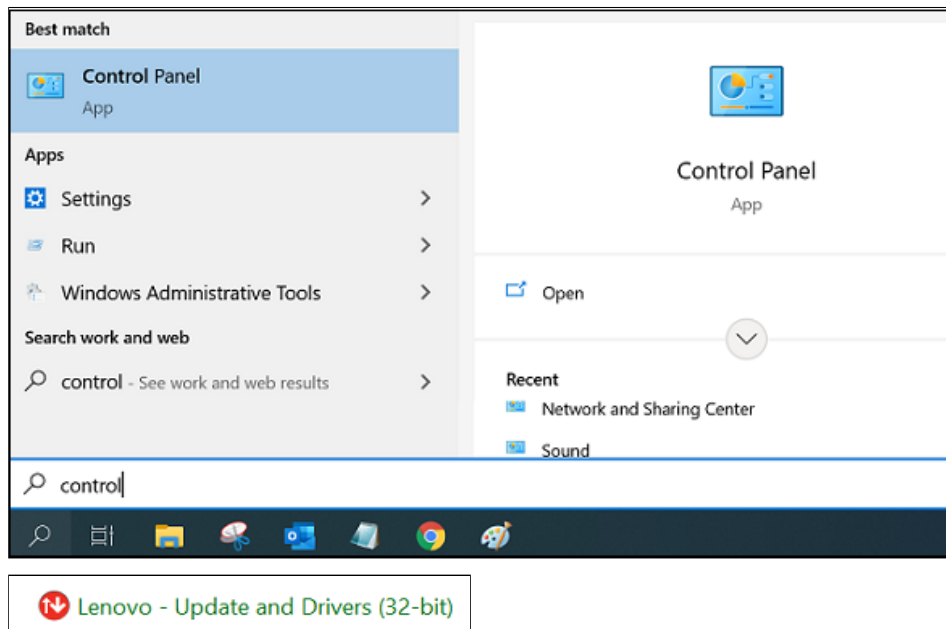 Best match
Control Panel
App
Apps
Settings
Run
Windows Administrative Tools
Search work and web
control - See work and web results
control
Control Panel
App
Open
Recent
Network and Sharing Center
Sound
Lenovo - Update and Drivers (32-bit)